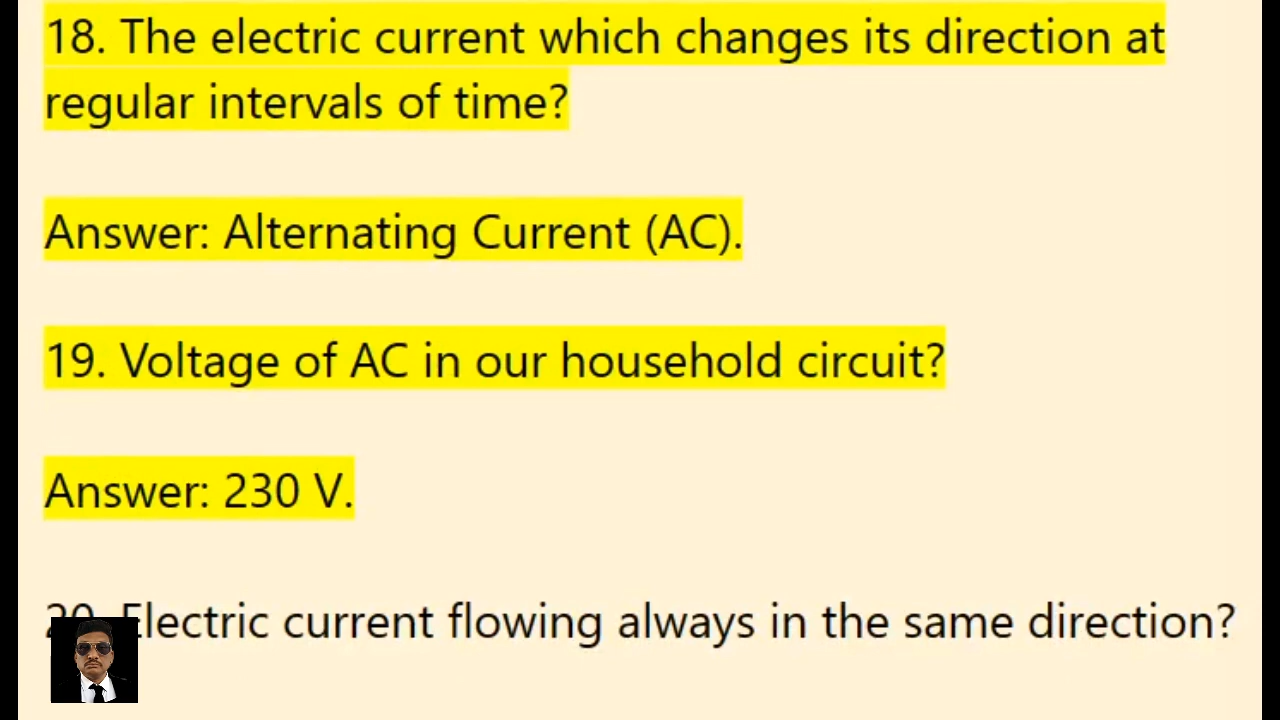 18. The electric current which changes its direction at
regular intervals of time?
Answer: Alternating Current (AC).
19. Voltage of AC in our household circuit?
Answer: 230 V.
20. Electric current flowing always in the same direction?